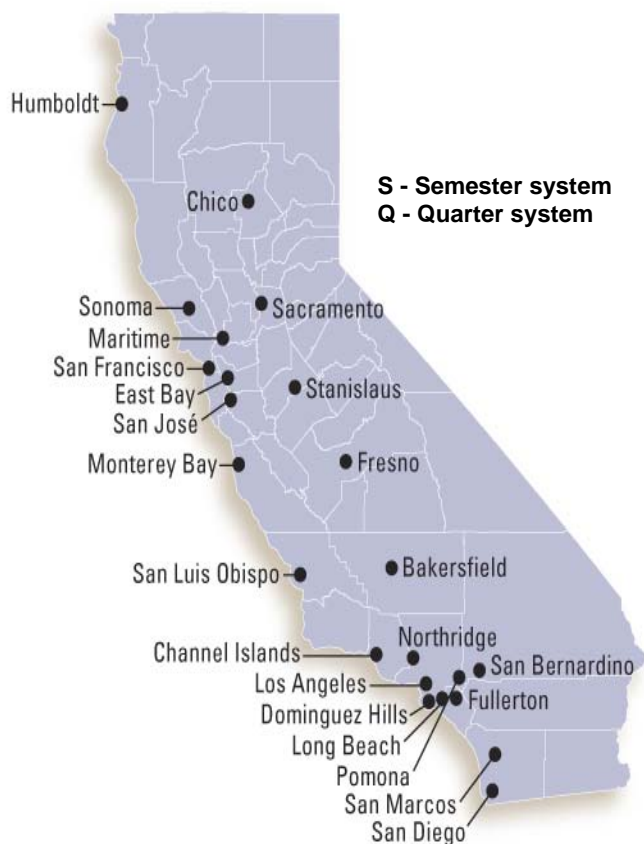 Humboldt
Chico
S - Semester system
Q - Quarter system
Sonoma
Sacramento
Maritime
San Francisco
East Bay
Stanislaus
San José
Monterey Bay
Fresno
San Luis Obispo
Bakersfield
Channel Islands
Northridge
San Bernardino
Los Angeles
Dominguez Hills
Fullerton
Long Beach
Pomona
San Marcos
San Diego